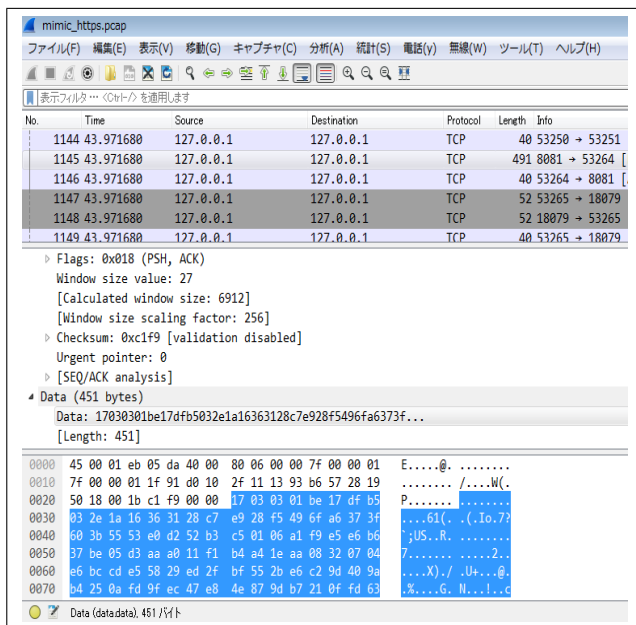 mimic_https.pcap
ファイル(F) 編集(E) 表示(V) 移動(G) キャプチャ(C) 分析(A) 統計(S) 電話(y) 無線(W) ツール(T) ヘルプ(H)
表示フィルタ … 〈Ctrl-/〉 を適用します
No. Time Source Destination Protocol Length Info
1144 43.971680 127.0.0.1 127.0.0.1 TCP 40 53250 → 53251
1145 43.971680 127.0.0.1 127.0.0.1 TCP 491 8081 → 53264 [
1146 43.971680 127.0.0.1 127.0.0.1 TCP 40 53264 → 8081 [
1147 43.971680 127.0.0.1 127.0.0.1 TCP 52 53265 → 18079
1148 43.971680 127.0.0.1 127.0.0.1 TCP 52 18079 → 53265
1149 43.971680 127.0.0.1 127.0.0.1 TCP 40 53265 → 18079
Flags: 0x018 (PSH, ACK)
Window size value: 27
[Calculated window size: 6912]
[Window size scaling factor: 256]
Checksum: 0xc1f9 [validation disabled]
Urgent pointer: 0
[SEQ/ACK analysis]
Data (451 bytes)
Data: 17030301be17dfb5032e1a16363128c7e928f5496fa6373f...
[Length: 451]
0000 45 00 01 eb 05 da 40 00 80 06 00 00 7f 00 00 01 E.....@. ........
0010 7f 00 00 01 1f 91 d0 10 2f 11 13 93 b6 57 28 19 ........ /....W(.
0020 50 18 00 1b c1 f9 00 00 17 03 03 01 be 17 df b5 P....... ........
0030 03 2e 1a 16 36 31 28 c7 e9 28 f5 49 6f a6 37 3f ....61(. .(.Io.7?
0040 60 3b 55 53 e0 d2 52 b3 c5 01 06 a1 f9 e5 e6 b6 `;US..R. ........
0050 37 be 05 d3 aa a0 11 f1 b4 a4 1e aa 08 32 07 04 7....... .....2..
0060 e6 bc cd e5 58 29 ed 2f bf 55 2b e6 c2 9d 40 9a ....X)./ .U+...@.
0070 b4 25 0a fd 9f ec 47 e8 4e 87 9d b7 21 0f fd 63 .%....G. N...!..c
Data (data.data), 451 バイト